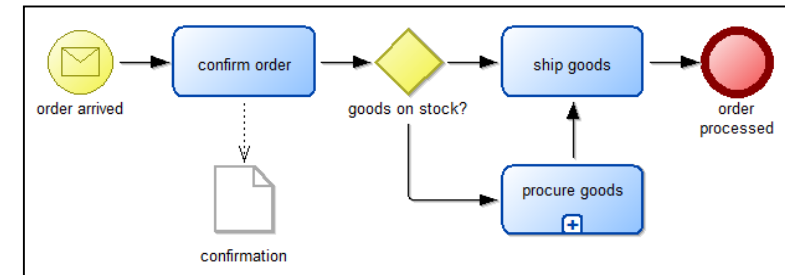 order arrived
confirm order
confirmation
goods on stock?
ship goods
procure goods
order
processed